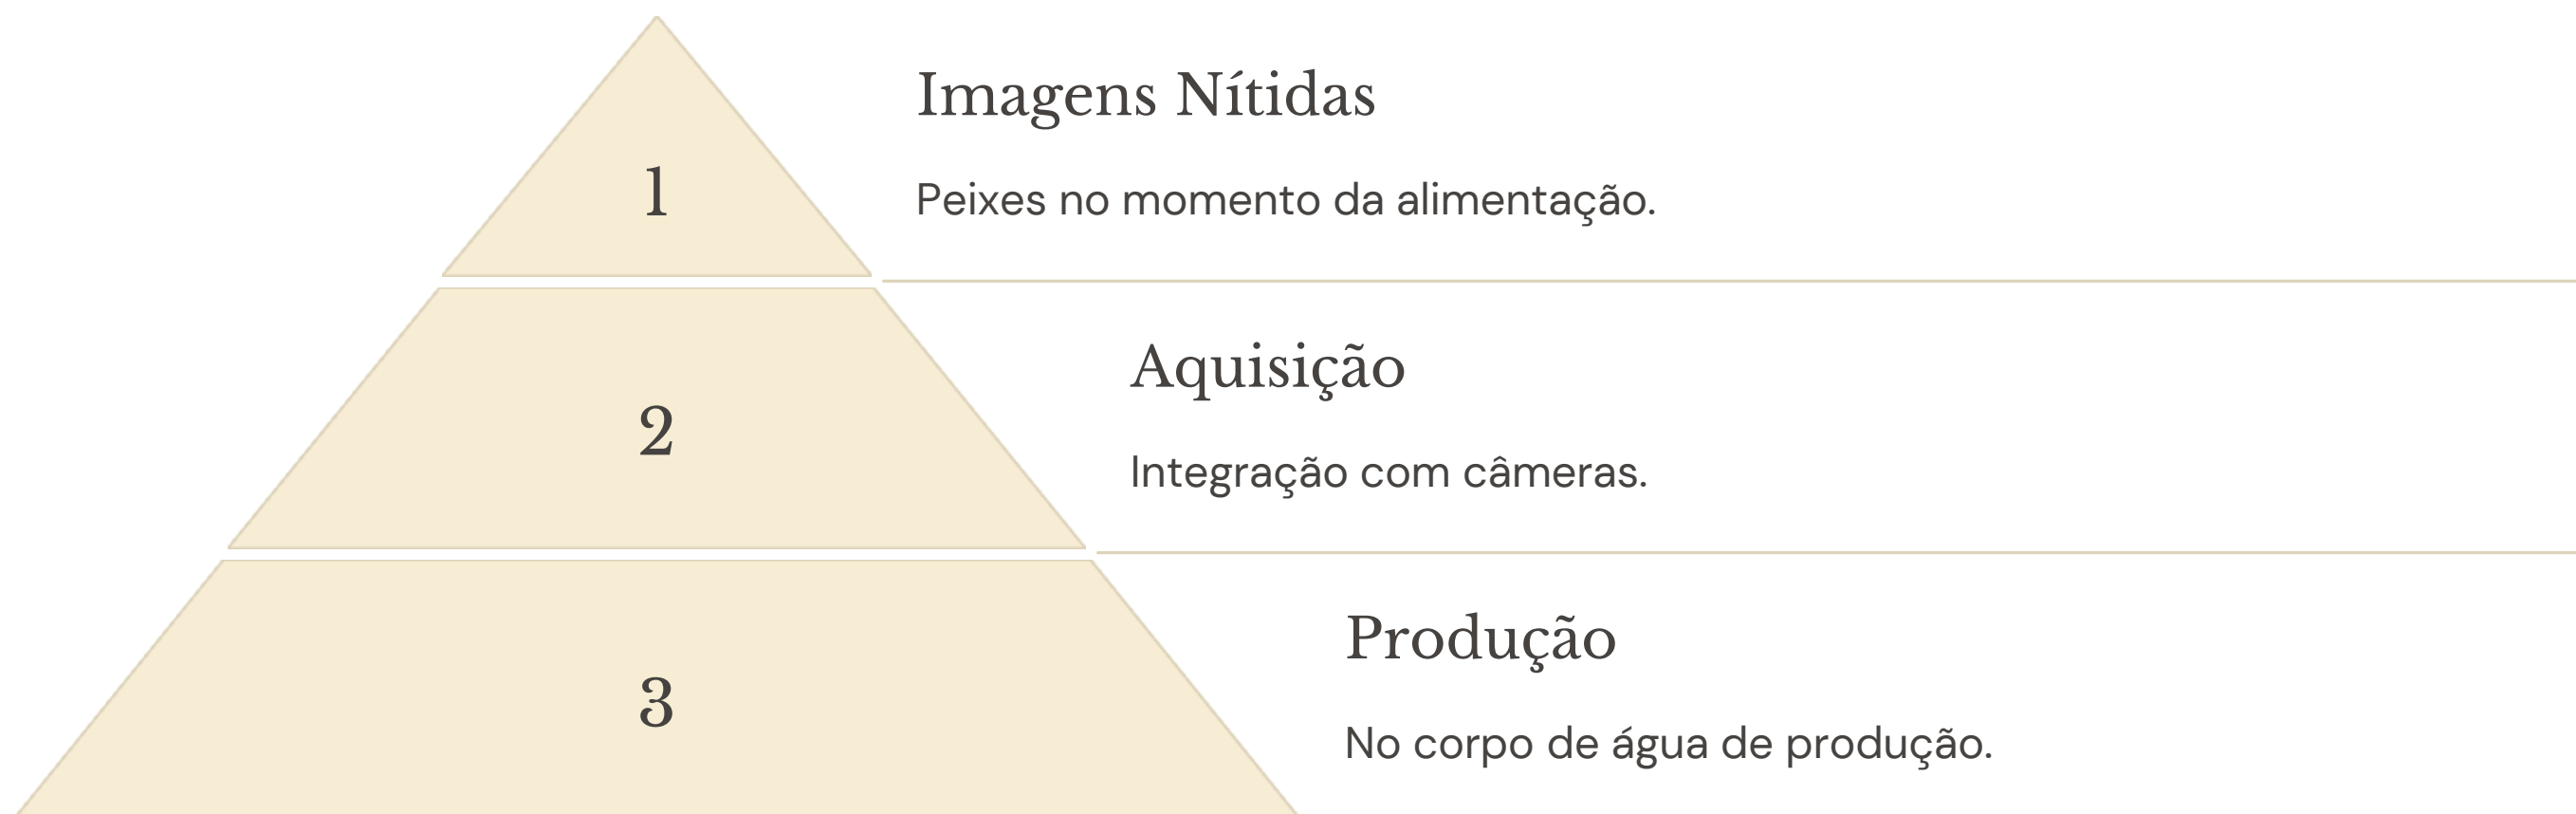 1
Imagens Nítidas
Peixes no momento da alimentação.
2
Aquisição
Integração com câmeras.
3
Produção
No corpo de água de produção.